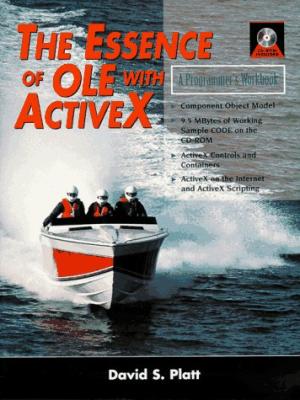 THE ESSENCE
OF OLE WITH
ACTIVEX
A Programmer's Workbook
Component Object Model
9.5 MBytes of Working
Sample CODE on the
CD-ROM
ActiveX Controls and
Containers
ActiveX on the Internet
and ActiveX Scripting
David S. Platt